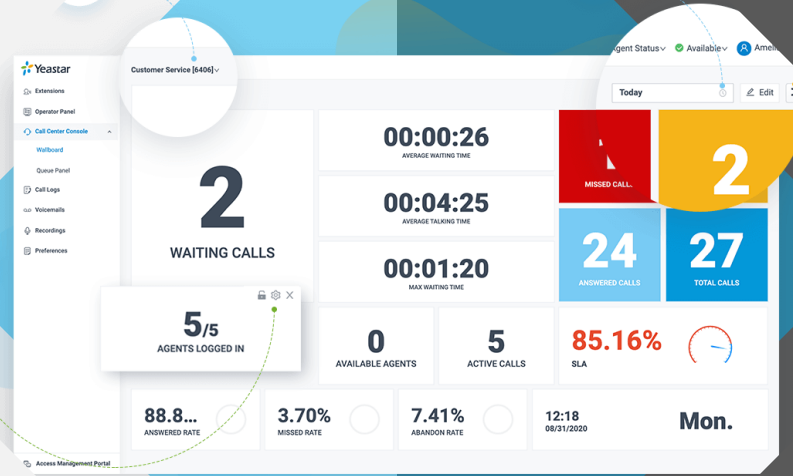 Yeastar
Extensions
Operator Panel
Call Center Console
Wallboard
Queue Panel
Call Logs
Voicemails
Recordings
Preferences
Access Management Portal
Customer Service [6406]
Agent Status
Available
Today
Edit
2
WAITING CALLS
00:00:26
AVERAGE WAITING TIME
00:04:25
AVERAGE TALKING TIME
00:01:20
MAX WAITING TIME
MISSED
2
24
ANSWERED CALLS
27
TOTAL CALLS
5/5
AGENTS LOGGED IN
0
AVAILABLE AGENTS
5
ACTIVE CALLS
85.16%
SLA
88.8...
ANSWERED RATE
3.70%
MISSED RATE
7.41%
ABANDON RATE
12:18
08/31/2020
Mon.